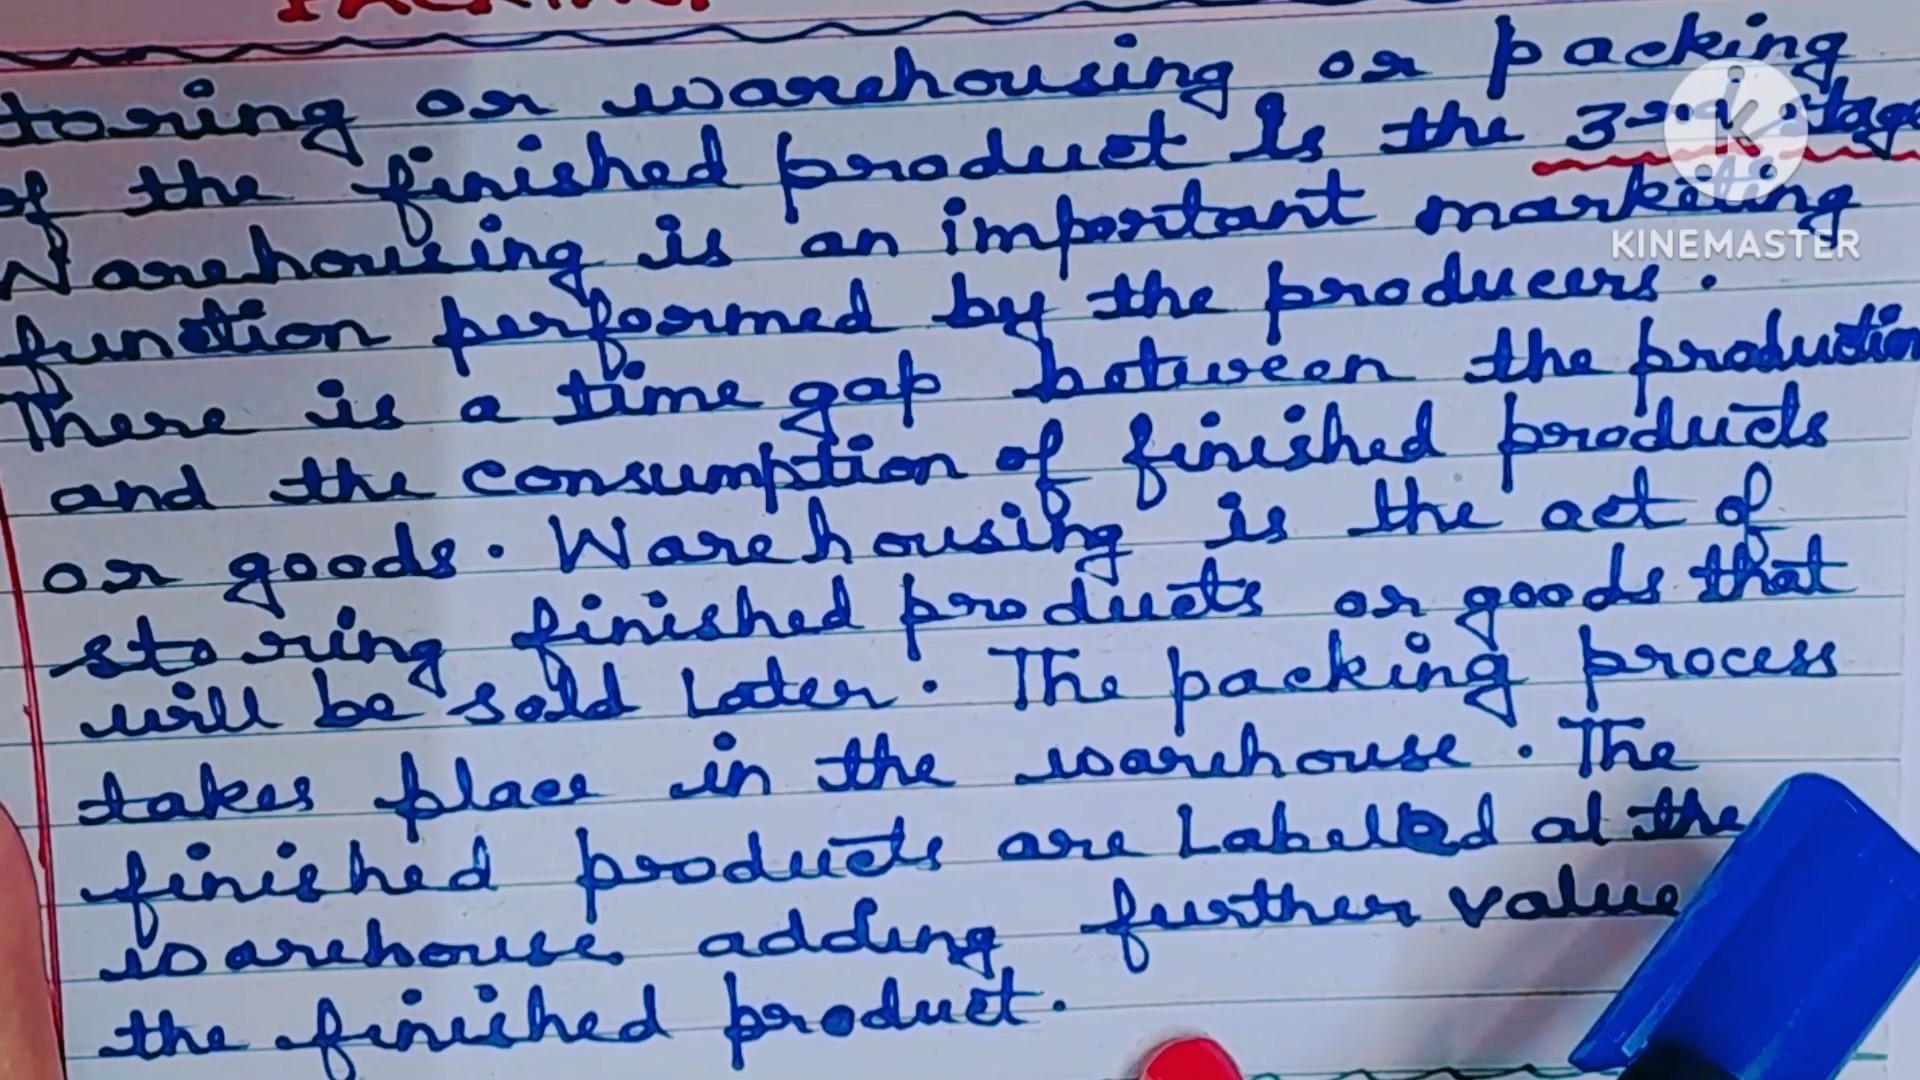 PACKING.
toring or warehousing or packing
of the finished product is the 3rd stage
Warehousing is an important marketing
function performed by the producers.
There is a time gap between the production
and the consumption of finished products
or goods. Warehousing is the act of
storing finished products or goods that
will be sold Later. The packing process
takes place in the warehouse. The
finished products are Labelled at the
warehouse adding further value
the finished product.
KINEMASTER